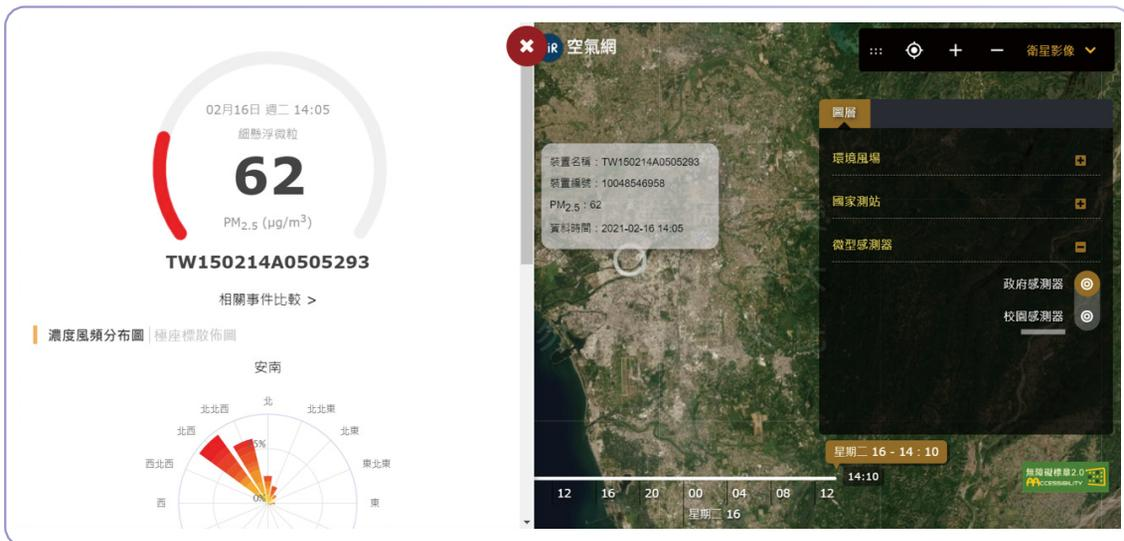 02月16日 週二 14:05
細懸浮微粒
62
PM2.5 (μg/m³)
TW150214A0505293
相關事件比較 >
濃度風頻分布圖 | 極座標散佈圖
安南
北
北北西
北北東
北西
北東
西北西
東北東
西
東
5%
0%
iR 空氣網
衛星影像
圖層
環境風場
國家測站
微型感測器
政府感測器
校園感測器
裝置名稱：TW150214A0505293
裝置編號：10048546958
PM2.5：62
資料時間：2021-02-16 14:05
星期二 16 - 14：10
14:10
12 16 20 00 04 08 12
星期二 16
無障礙標章2.0
AACCESSIBILITY